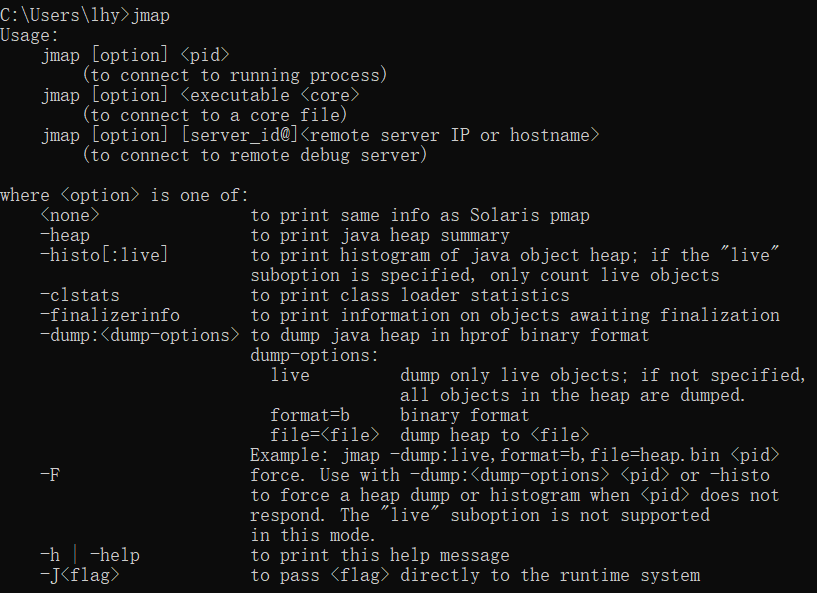 C:\Users\lhy>jmap
Usage:
    jmap [option] <pid>
        (to connect to running process)
    jmap [option] <executable <core>
        (to connect to a core file)
    jmap [option] [server_id@]<remote server IP or hostname>
        (to connect to remote debug server)

where <option> is one of:
    <none>               to print same info as Solaris pmap
    -heap                to print java heap summary
    -histo[:live]        to print histogram of java object heap; if the "live"
                         suboption is specified, only count live objects
    -clstats             to print class loader statistics
    -finalizerinfo       to print information on objects awaiting finalization
    -dump:<dump-options> to dump java heap in hprof binary format
                         dump-options:
                           live         dump only live objects; if not specified,
                                        all objects in the heap are dumped.
                           format=b     binary format
                           file=<file>  dump heap to <file>
                         Example: jmap -dump:live,format=b,file=heap.bin <pid>
    -F                   force. Use with -dump:<dump-options> <pid> or -histo
                         to force a heap dump or histogram when <pid> does not
                         respond. The "live" suboption is not supported
                         in this mode.
    -h | -help           to print this help message
    -J<flag>             to pass <flag> directly to the runtime system